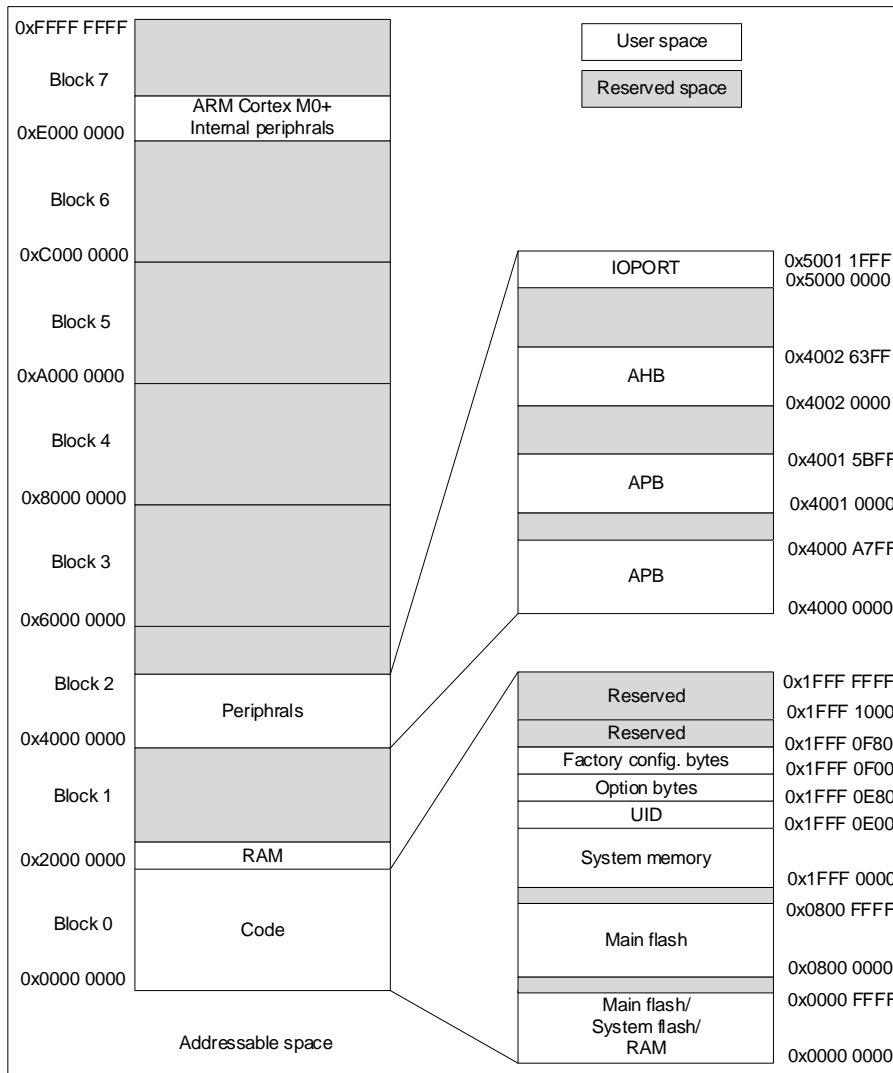 0xFFFF FFFF
Block 7
ARM Cortex M0+
Internal periphrals
0xE000 0000
Block 6
0xC000 0000
Block 5
0xA000 0000
Block 4
0x8000 0000
Block 3
0x6000 0000
Block 2
Periphrals
0x4000 0000
Block 1
RAM
0x2000 0000
Block 0
Code
0x0000 0000
Addressable space
User space
Reserved space
IOPORT
0x5001 1FFF
0x5000 0000
0x4002 63FF
AHB
0x4002 0000
0x4001 5BFF
APB
0x4001 0000
0x4000 A7FF
APB
0x4000 0000
0x1FFF FFFF
Reserved
0x1FFF 1000
Reserved
0x1FFF 0F80
Factory config. bytes
0x1FFF 0F00
Option bytes
0x1FFF 0E80
UID
0x1FFF 0E00
System memory
0x1FFF 0000
0x0800 FFFF
Main flash
0x0800 0000
0x0000 FFFF
Main flash/
System flash/
RAM
0x0000 0000